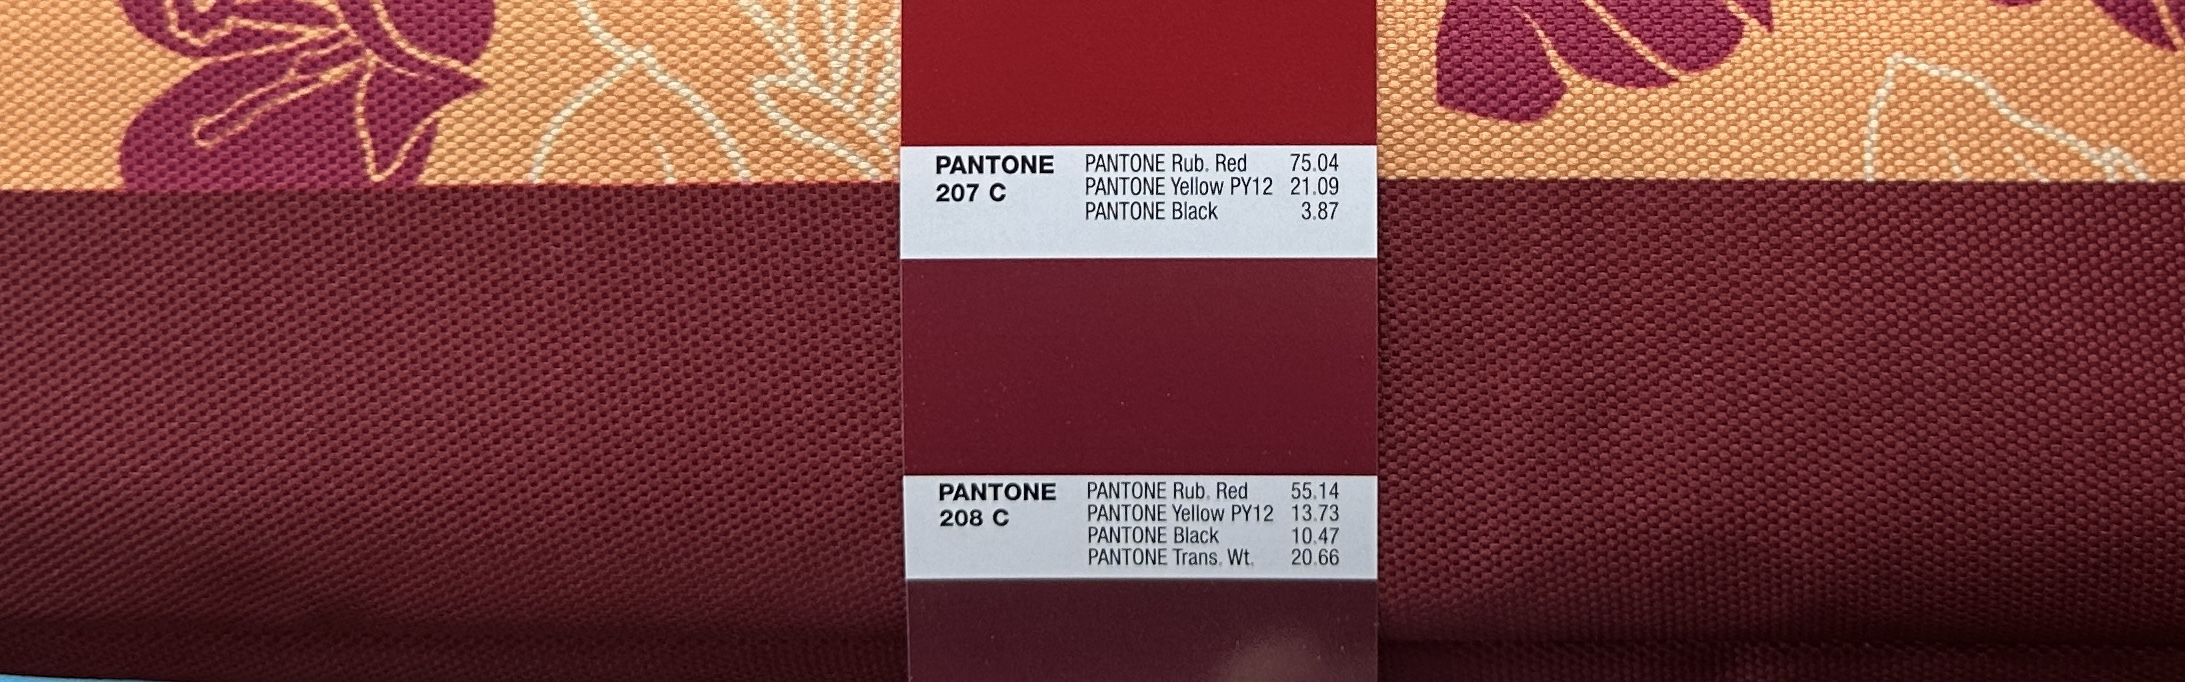 PANTONE
207 C
PANTONE Rub. Red 75.04
PANTONE Yellow PY12 21.09
PANTONE Black 3.87
PANTONE
208 C
PANTONE Rub. Red 55.14
PANTONE Yellow PY12 13.73
PANTONE Black 10.47
PANTONE Trans. Wt. 20.66